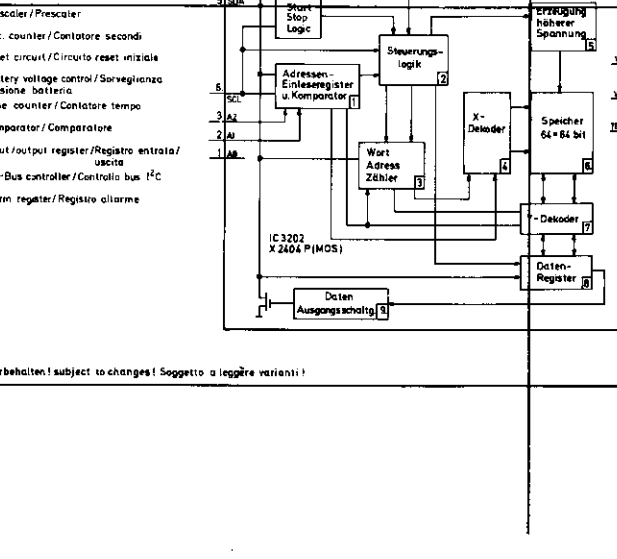 scaler/Prescaler
. counter/Contatore secondi
et circuit/Circuito reset iniziale
tery voltage control/Sorveglianza
sione batteria
e counter/Contatore tempo
mparator/Comparatore
ut/output register/Registro entrata/
uscita
-Bus controller/Controllo bus I²C
rm register/Registro allarme
5 SDA
Start
Stop
Logic
Steuerungs-
logik
2
Erzeugung
höherer
Spannung
5
Adressen-
Einleseregister
u. Komparator
1
6
SCL
3 A2
2 A1
1 A0
Wort
Adress
Zähler
3
X-
Dekoder
4
Speicher
64×64 bit
6
-Dekoder
7
IC 3202
X 2404 P(MOS)
Daten-
Register
8
Daten
Ausgangsschaltg.
9
rbehalten! subject to changes! Soggetto a leggère varianti!